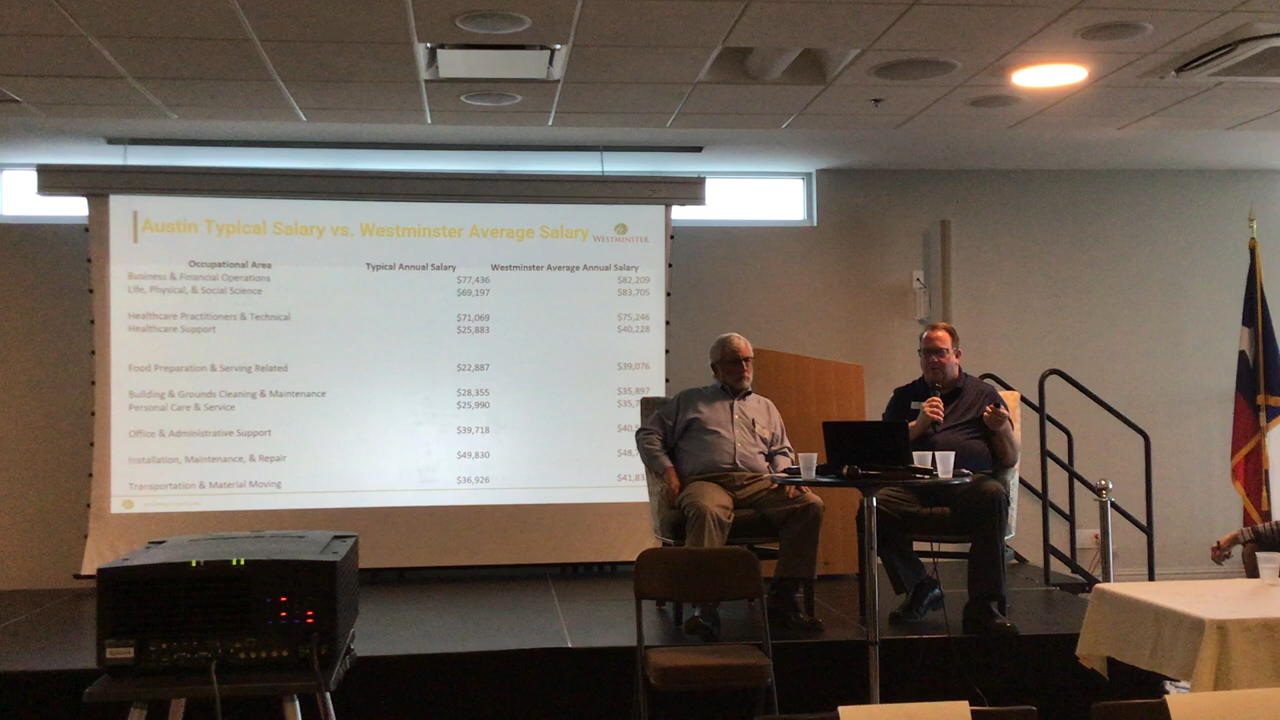 Austin Typical Salary vs. Westminster Average Salary
WESTMINSTER
Occupational Area Typical Annual Salary Westminster Average Annual Salary
Business & Financial Operations $77,436 $82,209
Life, Physical, & Social Science $69,197 $83,705
Healthcare Practitioners & Technical $71,069 $75,246
Healthcare Support $25,883 $40,228
Food Preparation & Serving Related $22,887 $39,076
Building & Grounds Cleaning & Maintenance $28,355 $35,897
Personal Care & Service $25,990
Office & Administrative Support $39,718
Installation, Maintenance, & Repair $49,830
Transportation & Material Moving $36,926